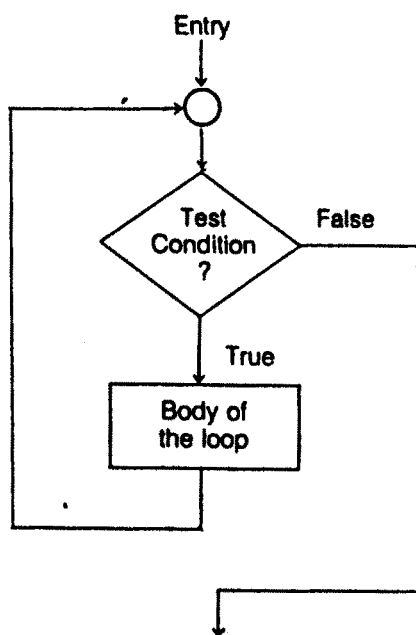 Entry
Test
Condition
?
False
True
Body of
the loop